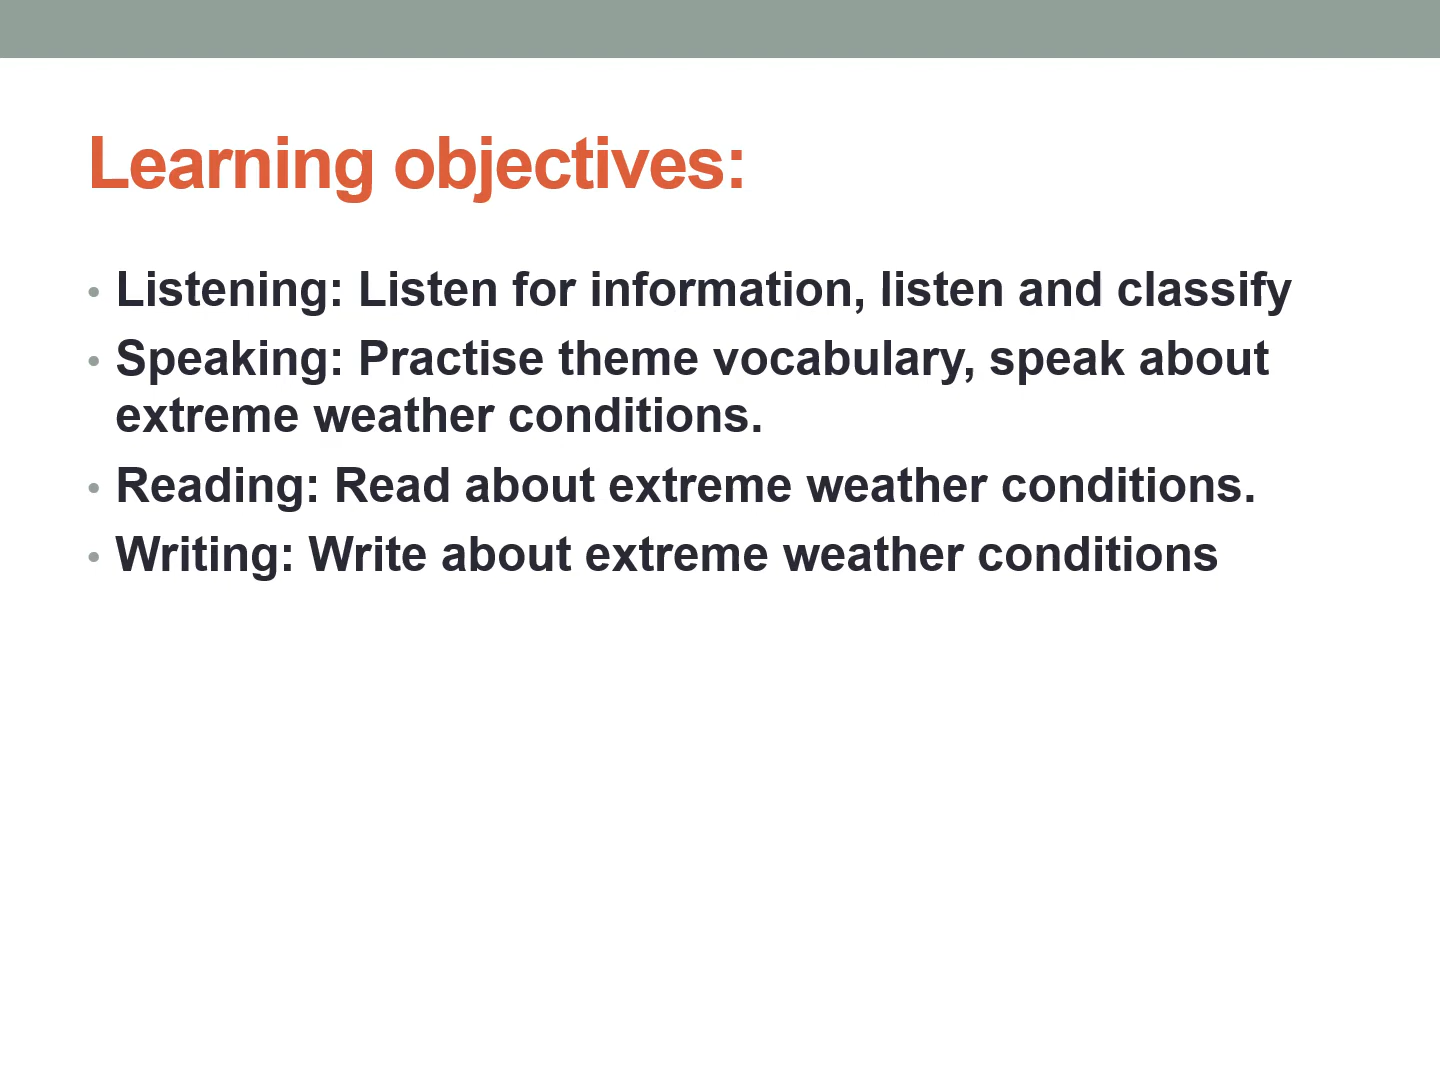 Learning objectives:
• Listening: Listen for information, listen and classify
• Speaking: Practise theme vocabulary, speak about
extreme weather conditions.
• Reading: Read about extreme weather conditions.
• Writing: Write about extreme weather conditions